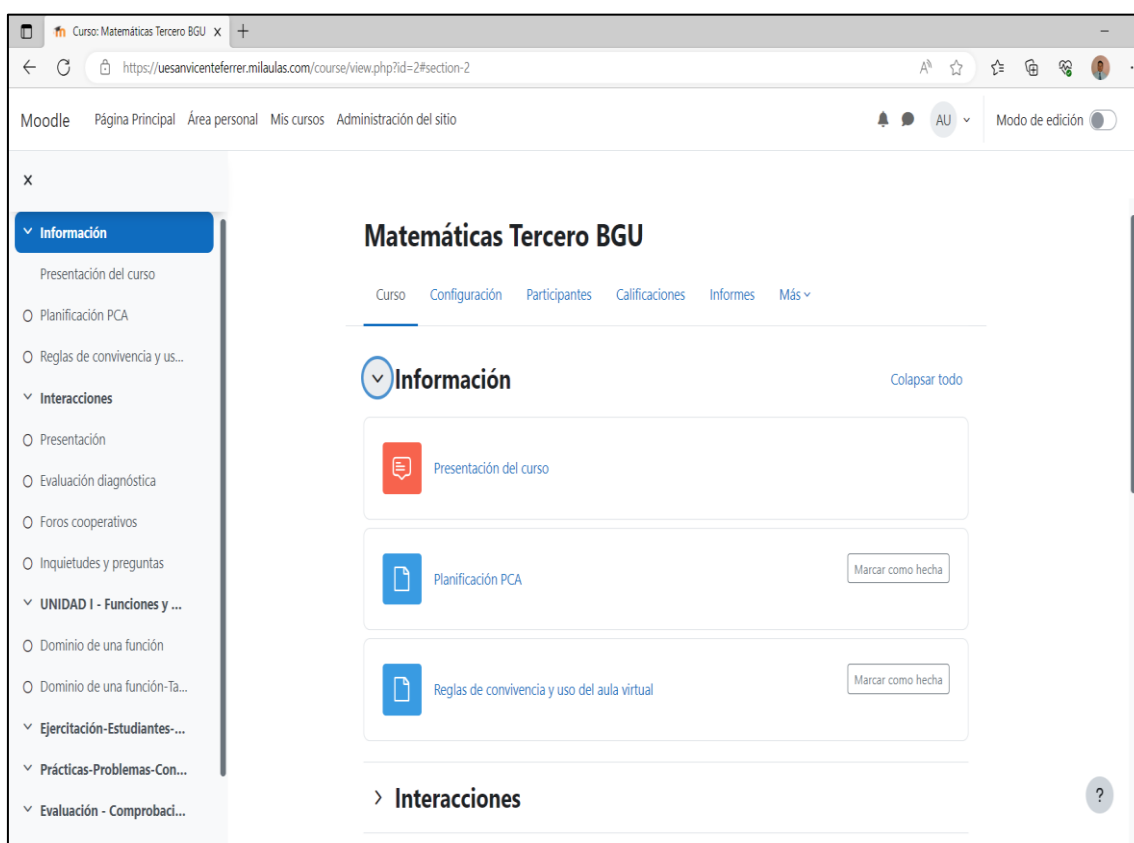 Curso: Matemáticas Tercero BGU
https://uesanvicenteferrer.milaulas.com/course/view.php?id=2#section-2
Moodle Página Principal Área personal Mis cursos Administración del sitio AU Modo de edición
Información
Presentación del curso
Planificación PCA
Reglas de convivencia y us...
Interacciones
Presentación
Evaluación diagnóstica
Foros cooperativos
Inquietudes y preguntas
UNIDAD I - Funciones y ...
Dominio de una función
Dominio de una función-Ta...
Ejercitación-Estudiantes-...
Prácticas-Problemas-Con...
Evaluación - Comprobaci...
Matemáticas Tercero BGU
Curso Configuración Participantes Calificaciones Informes Más
Información Colapsar todo
Presentación del curso
Planificación PCA Marcar como hecha
Reglas de convivencia y uso del aula virtual Marcar como hecha
Interacciones
?